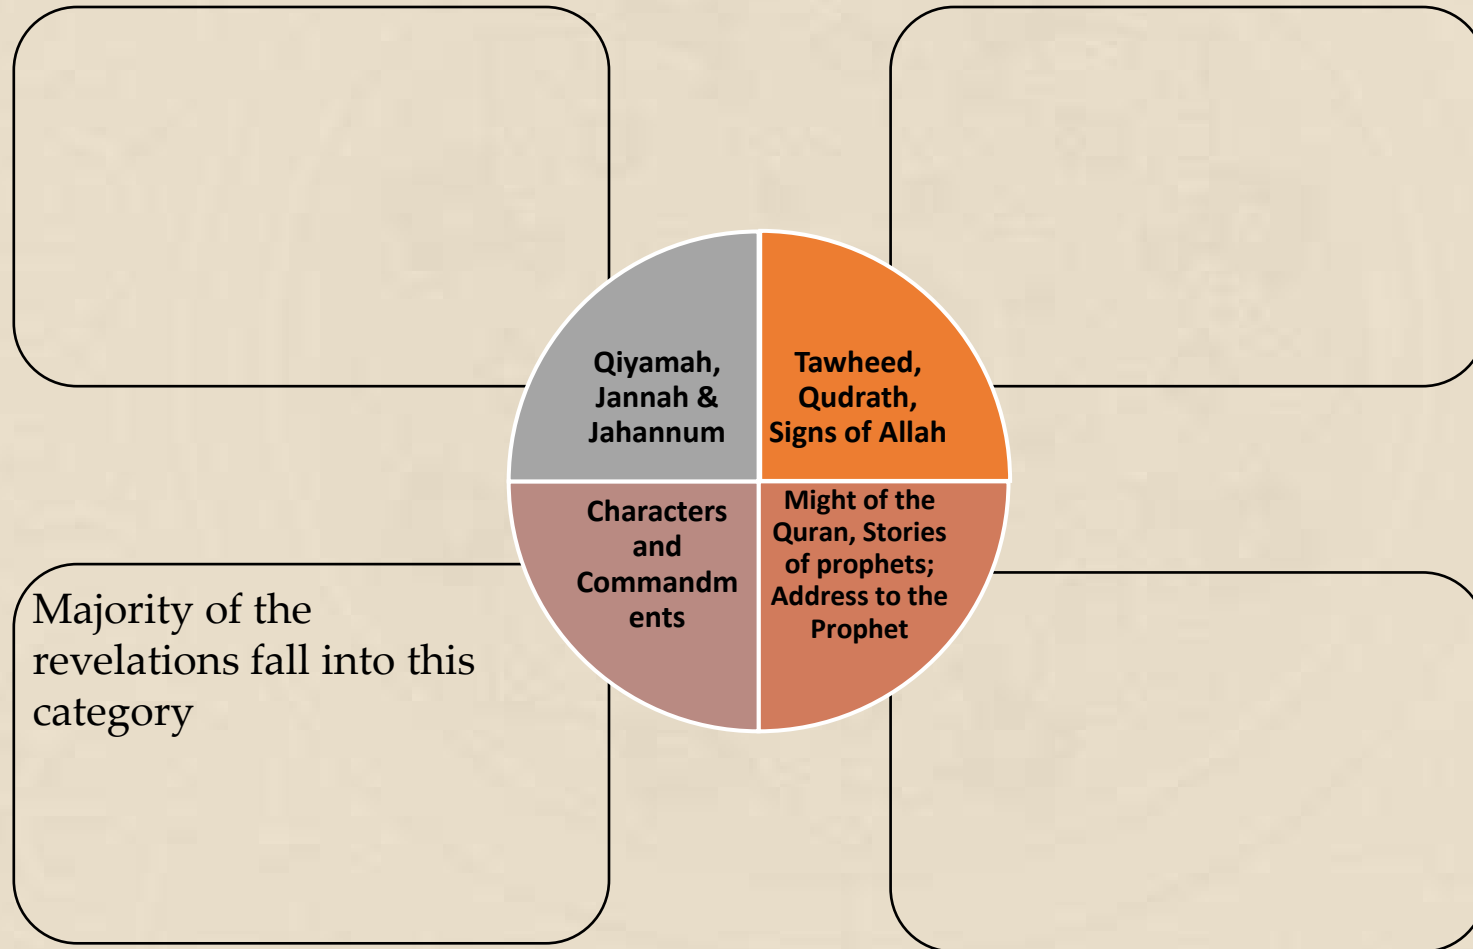 Qiyamah,
Jannah &
Jahannum
Tawheed,
Qudrath,
Signs of Allah
Characters
and
Commandm
ents
Might of the
Quran, Stories
of prophets;
Address to the
Prophet
Majority of the
revelations fall into this
category